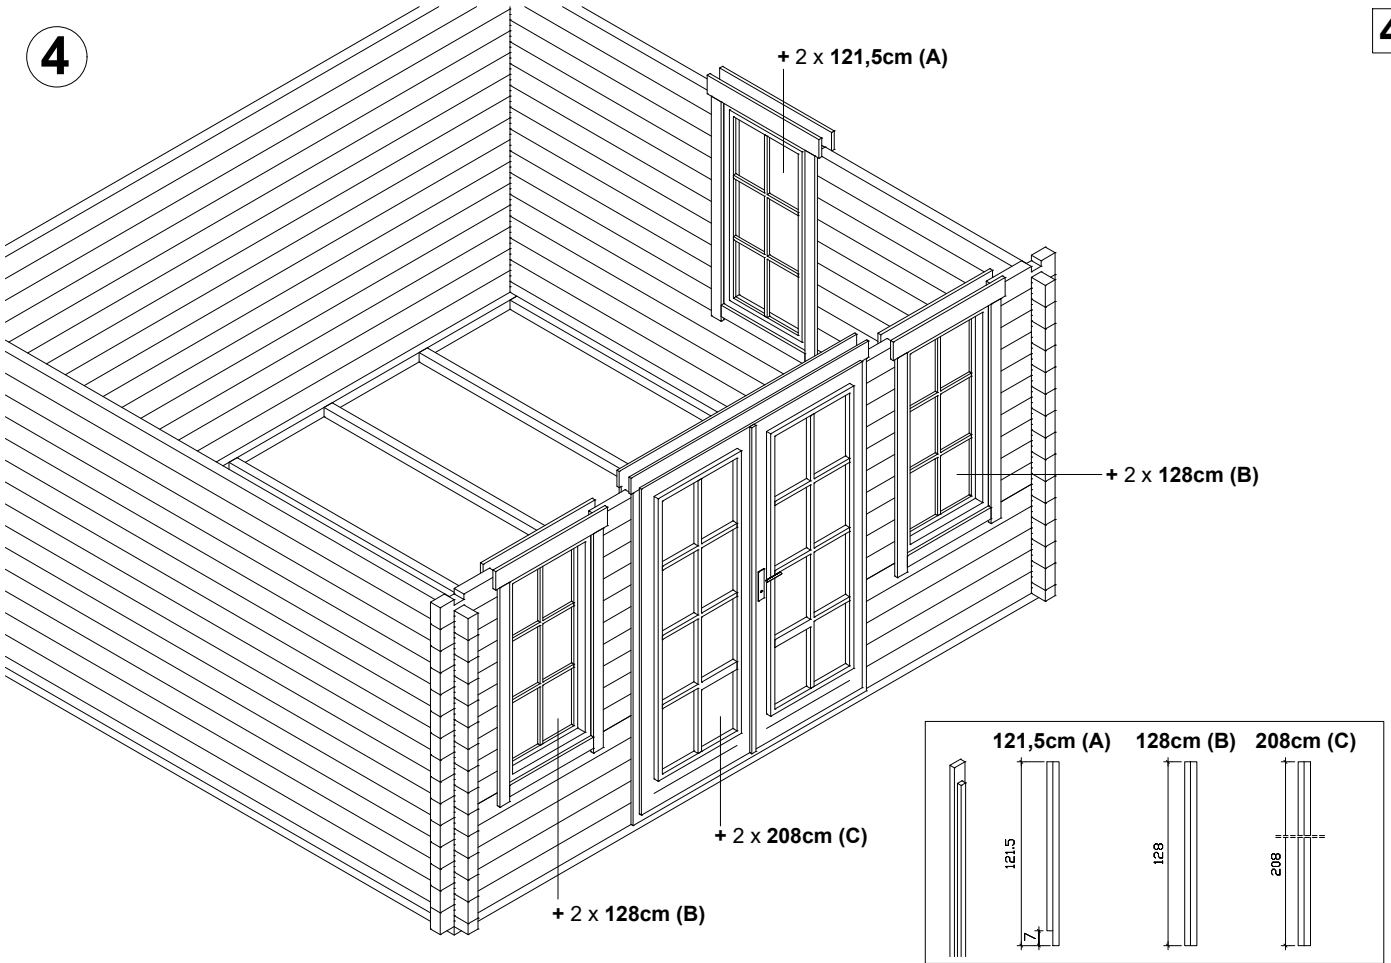 4
4
+ 2 x 121,5cm (A)
+ 2 x 128cm (B)
+ 2 x 208cm (C)
+ 2 x 128cm (B)
121,5cm (A) 128cm (B) 208cm (C)
121.5
7
128
208